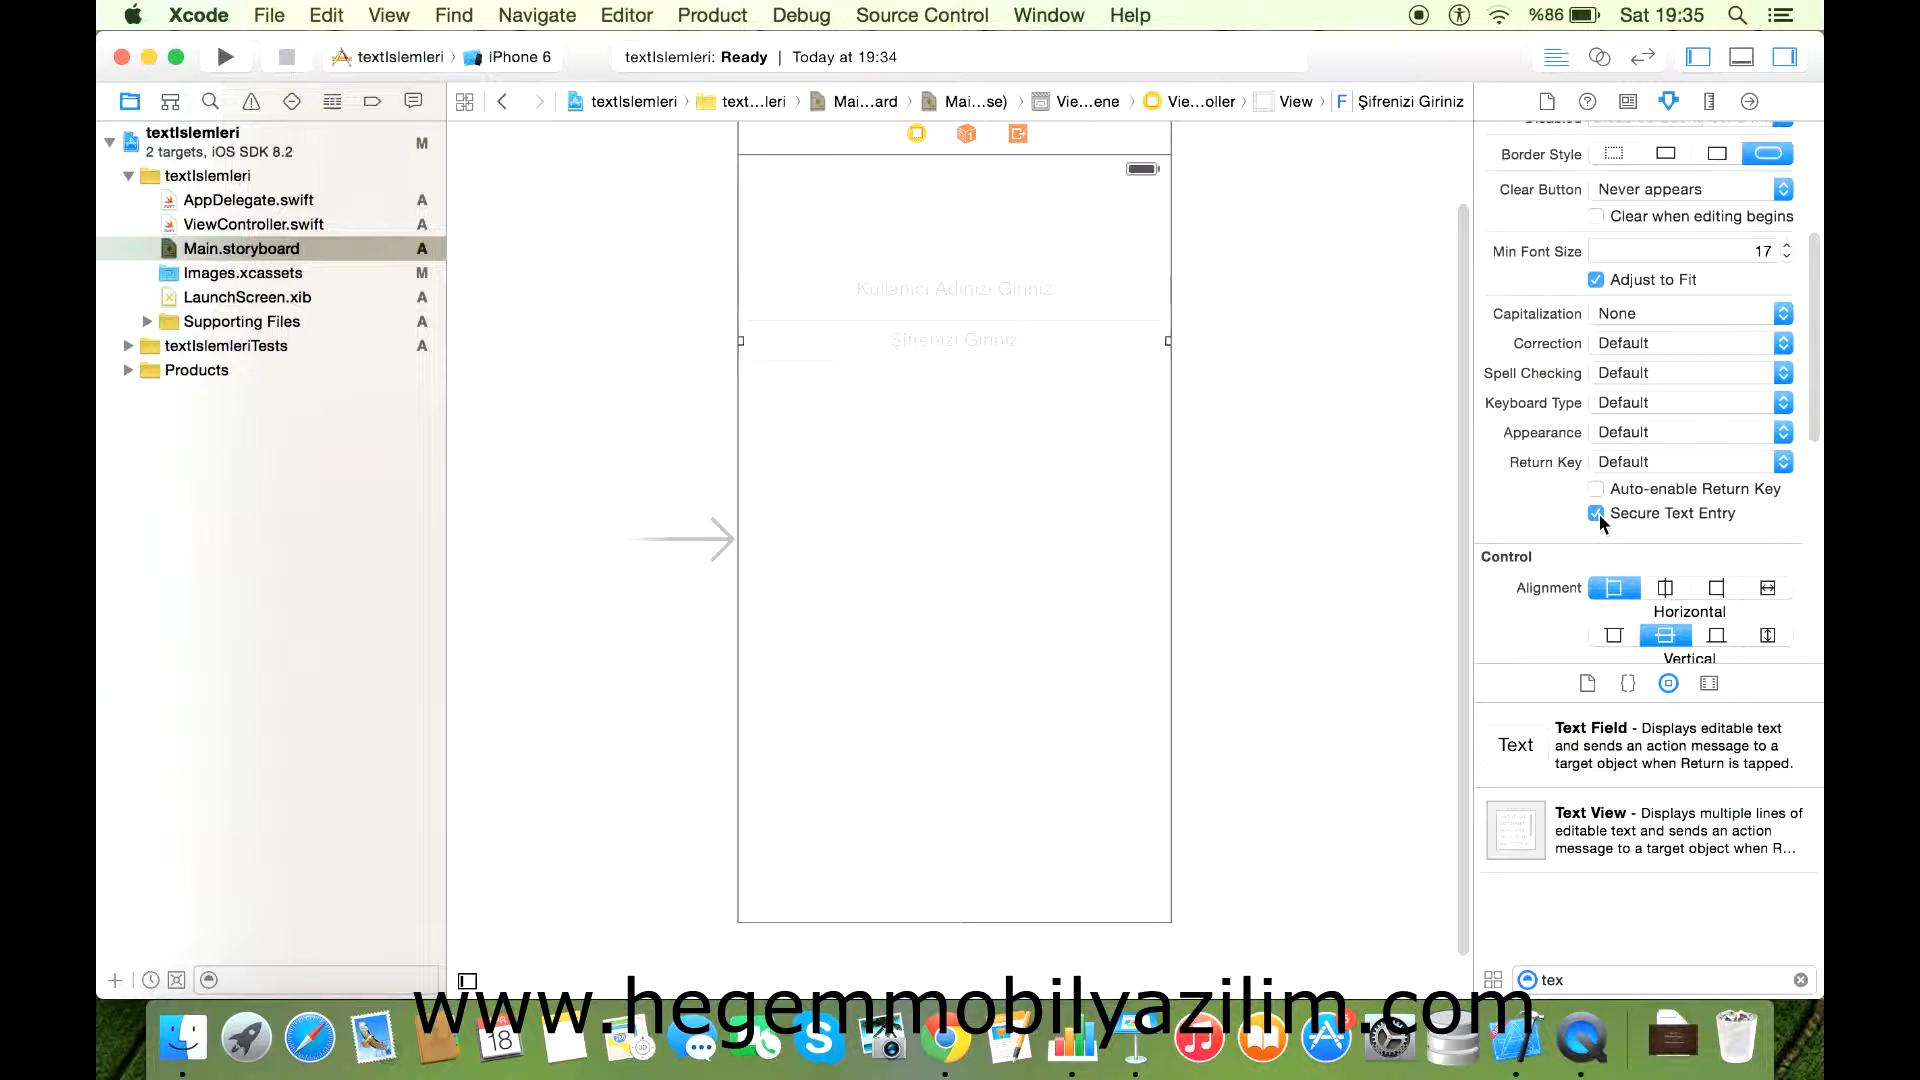 Xcode File Edit View Find Navigate Editor Product Debug Source Control Window Help
%86 Sat 19:35
textIslemleri iPhone 6
textIslemleri: Ready | Today at 19:34
textIslemleri text...leri Mai...ard Mai...se) Vie...ene Vie...oller View F Şifrenizi Giriniz
textIslemleri
2 targets, iOS SDK 8.2 M
textIslemleri
AppDelegate.swift A
ViewController.swift A
Main.storyboard A
Images.xcassets M
LaunchScreen.xib A
Supporting Files A
textIslemleriTests A
Products
Kullanıcı Adınızı Giriniz
Şifrenizi Giriniz
Border Style
Clear Button Never appears
Clear when editing begins
Min Font Size 17
Adjust to Fit
Capitalization None
Correction Default
Spell Checking Default
Keyboard Type Default
Appearance Default
Return Key Default
Auto-enable Return Key
Secure Text Entry
Control
Alignment
Horizontal
Vertical
Text
Text Field - Displays editable text
and sends an action message to a
target object when Return is tapped.
Text View - Displays multiple lines of
editable text and sends an action
message to a target object when R...
tex
www.hegemmobilyazilim.com
18